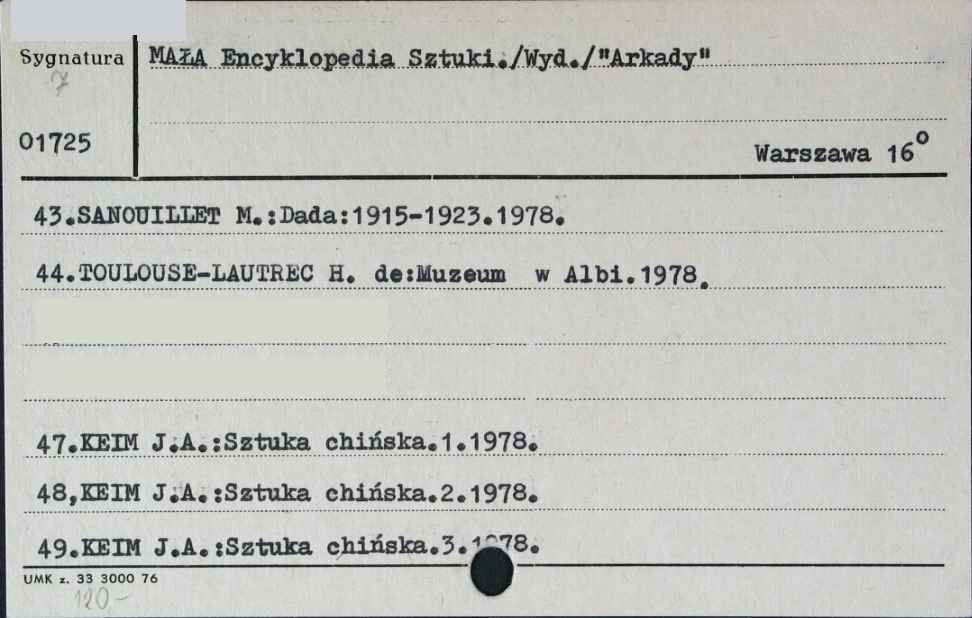 Sygnatura
7
01725
MAŁA Encyklopedia Sztuki./Wyd./"Arkady"
Warszawa 16°
43.SANOUILLET M.:Dada:1915-1923.1978.
44.TOULOUSE-LAUTREC H. de:Muzeum w Albi.1978.
47.KEIM J.A.:Sztuka chińska.1.1978.
48,KEIM J.A.:Sztuka chińska.2.1978.
49.KEIM J.A.:Sztuka chińska.3.1978.
UMK z. 33 3000 76
120-